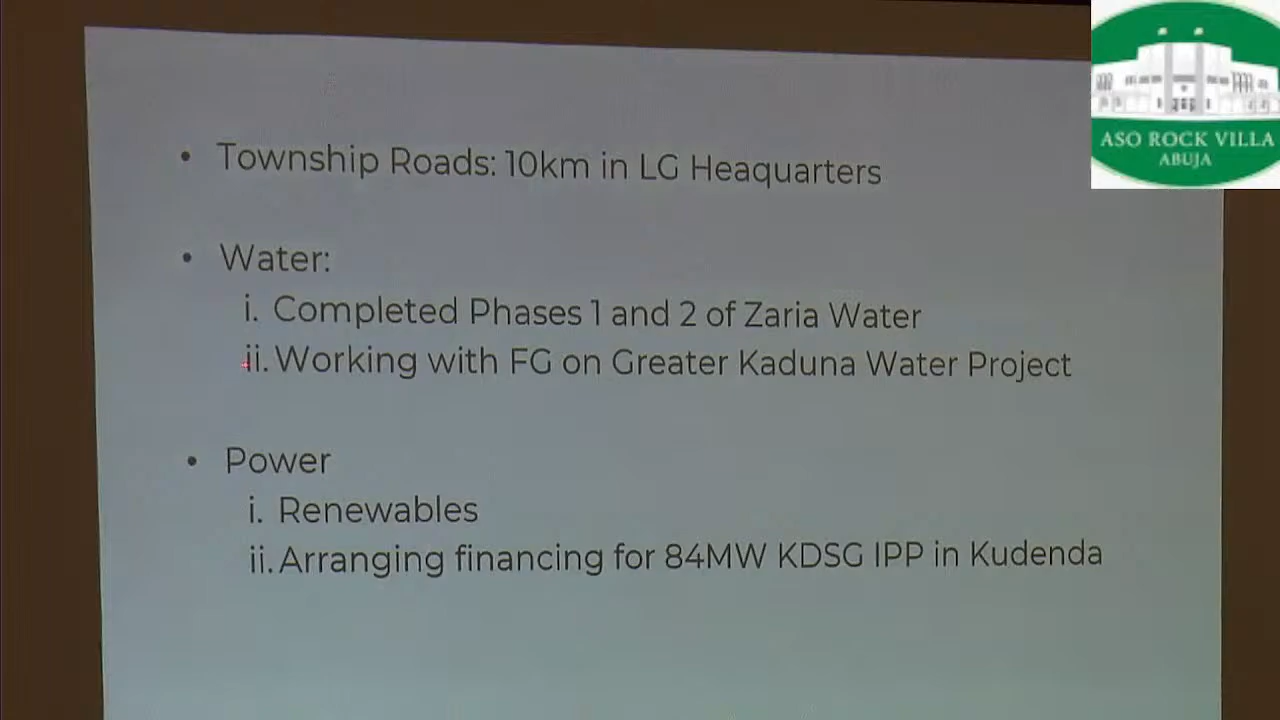 • Township Roads: 10km in LG Heaquarters
• Water:
i. Completed Phases 1 and 2 of Zaria Water
ii. Working with FG on Greater Kaduna Water Project
• Power
i. Renewables
ii. Arranging financing for 84MW KDSG IPP in Kudenda
ASO ROCK VILLA
ABUJA